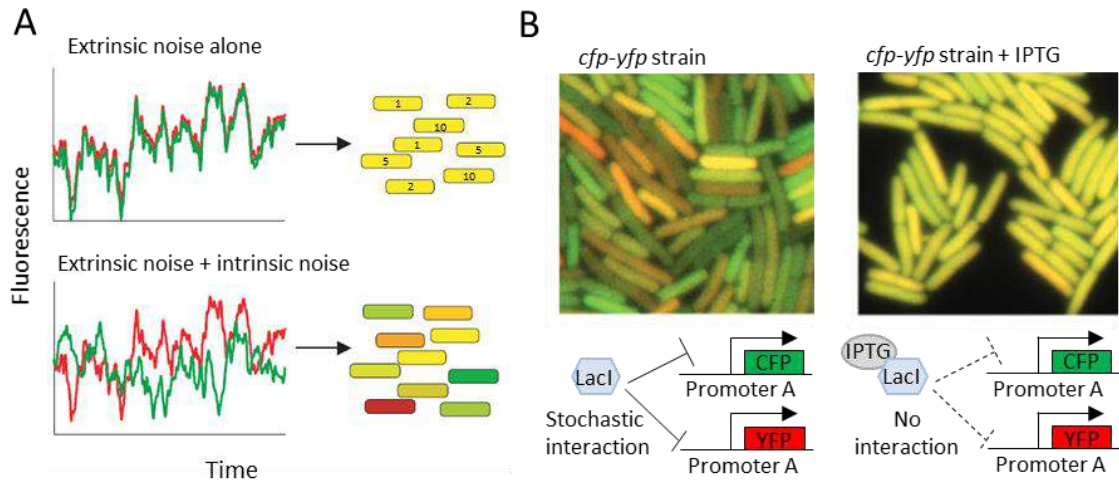 A
Extrinsic noise alone
1
2
10
1
5
5
10
2
Extrinsic noise + intrinsic noise
Fluorescence
Time
B
cfp-yfp strain
cfp-yfp strain + IPTG
LacI
Stochastic
interaction
CFP
Promoter A
YFP
Promoter A
IPTG
LacI
No
interaction
CFP
Promoter A
YFP
Promoter A